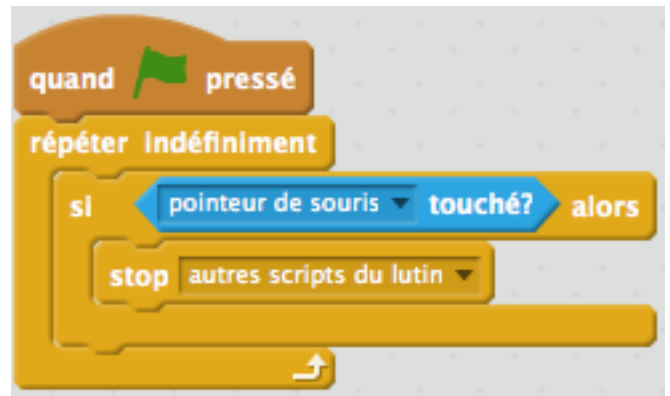 quand pressé
répéter indéfiniment
si pointeur de souris touché? alors
stop autres scripts du lutin